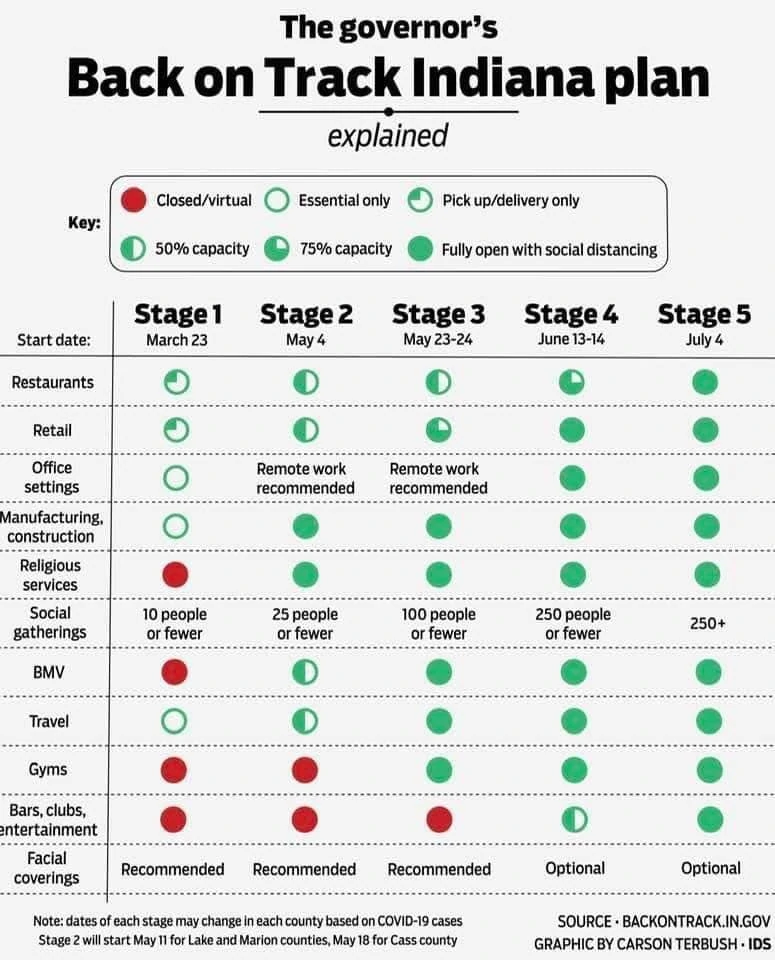 The governor's
Back on Track Indiana plan
explained
Key:
Closed/virtual Essential only Pick up/delivery only
50% capacity 75% capacity Fully open with social distancing
Stage 1 Stage 2 Stage 3 Stage 4 Stage 5
Start date: March 23 May 4 May 23-24 June 13-14 July 4
Restaurants
Retail
Office
settings
Remote work
recommended
Remote work
recommended
Manufacturing,
construction
Religious
services
Social
gatherings
10 people
or fewer
25 people
or fewer
100 people
or fewer
250 people
or fewer
250+
BMV
Travel
Gyms
Bars, clubs,
entertainment
Facial
coverings
Recommended Recommended Recommended Optional Optional
Note: dates of each stage may change in each county based on COVID-19 cases
Stage 2 will start May 11 for Lake and Marion counties, May 18 for Cass county
SOURCE • BACKONTRACK.IN.GOV
GRAPHIC BY CARSON TERBUSH • IDS